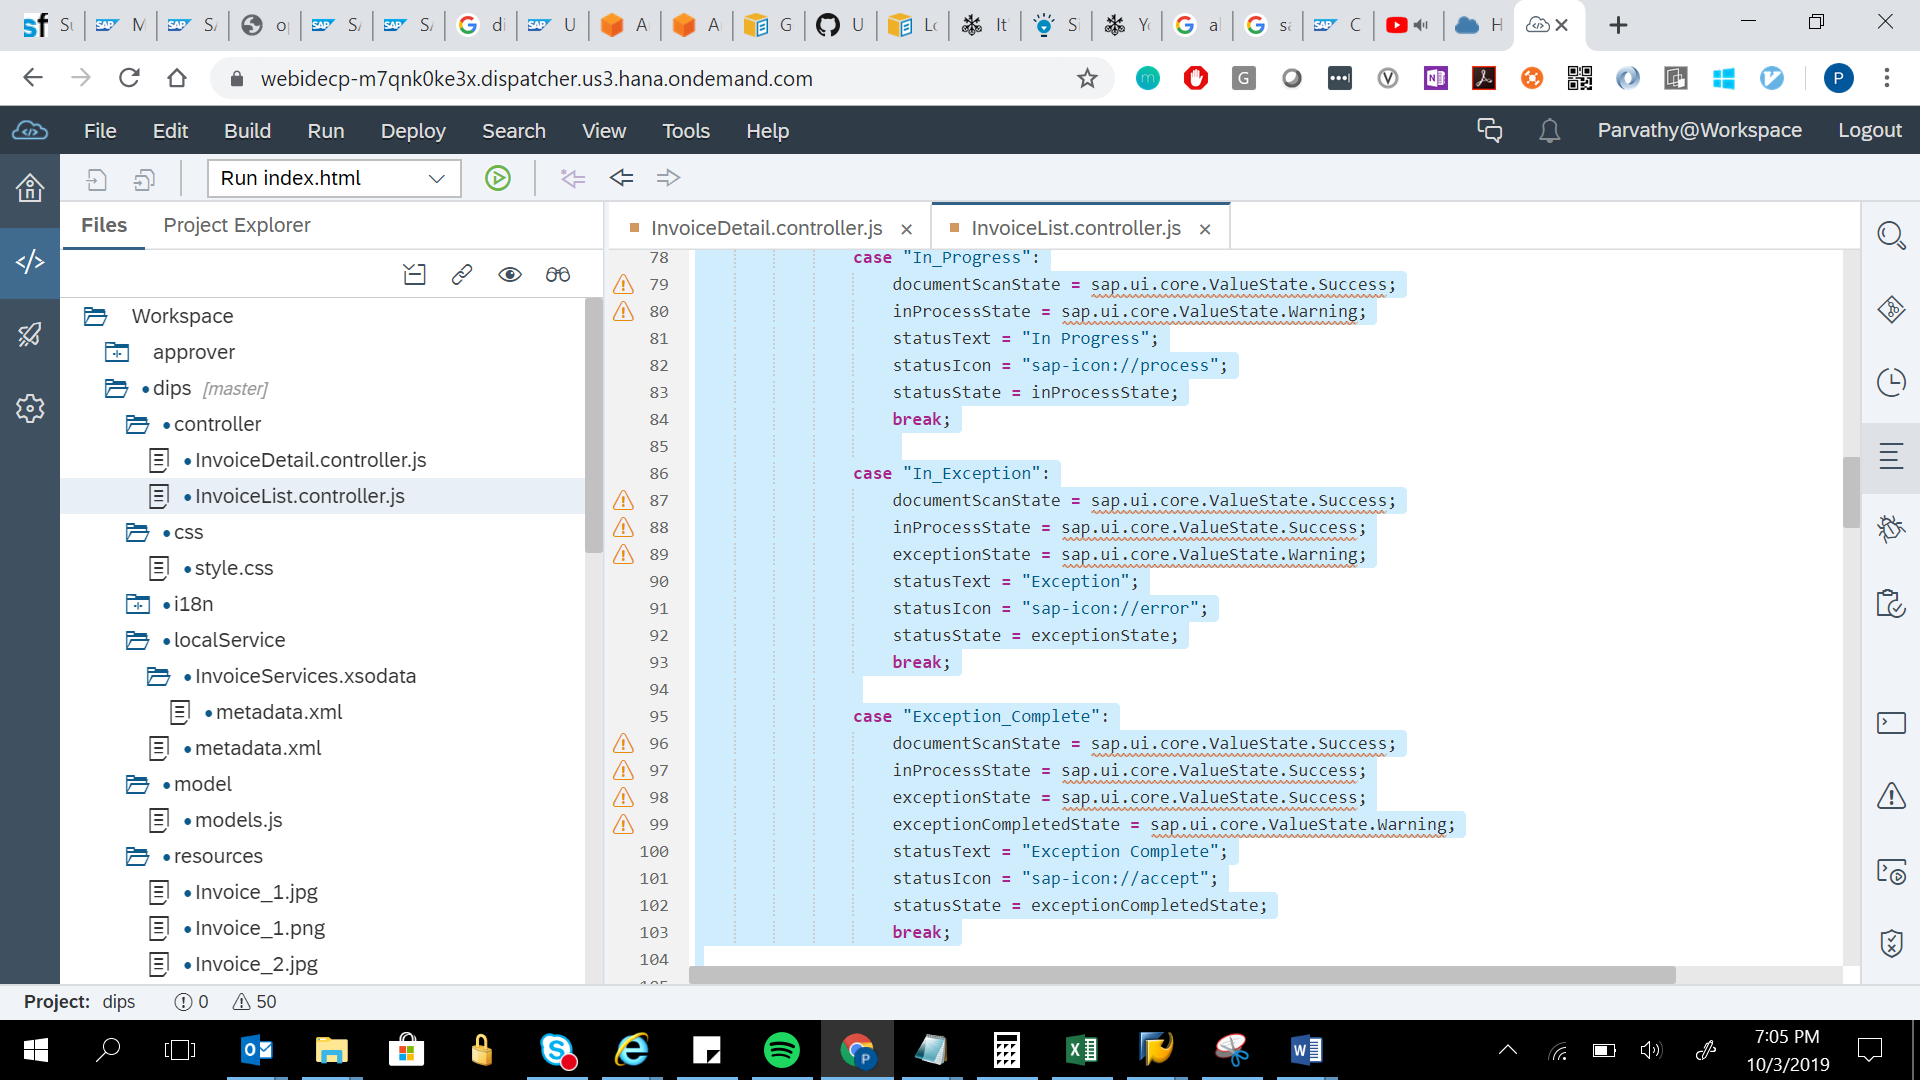 webidecp-m7qnk0ke3x.dispatcher.us3.hana.ondemand.com
File Edit Build Run Deploy Search View Tools Help Parvathy@Workspace Logout
Run index.html
Files Project Explorer
InvoiceDetail.controller.js × InvoiceList.controller.js ×
Workspace
approver
dips [master]
controller
InvoiceDetail.controller.js
InvoiceList.controller.js
css
style.css
i18n
localService
InvoiceServices.xsodata
metadata.xml
metadata.xml
model
models.js
resources
Invoice_1.jpg
Invoice_1.png
Invoice_2.jpg
78 case "In_Progress":
79 documentScanState = sap.ui.core.ValueState.Success;
80 inProcessState = sap.ui.core.ValueState.Warning;
81 statusText = "In Progress";
82 statusIcon = "sap-icon://process";
83 statusState = inProcessState;
84 break;
85
86 case "In_Exception":
87 documentScanState = sap.ui.core.ValueState.Success;
88 inProcessState = sap.ui.core.ValueState.Success;
89 exceptionState = sap.ui.core.ValueState.Warning;
90 statusText = "Exception";
91 statusIcon = "sap-icon://error";
92 statusState = exceptionState;
93 break;
94
95 case "Exception_Complete":
96 documentScanState = sap.ui.core.ValueState.Success;
97 inProcessState = sap.ui.core.ValueState.Success;
98 exceptionState = sap.ui.core.ValueState.Success;
99 exceptionCompletedState = sap.ui.core.ValueState.Warning;
100 statusText = "Exception Complete";
101 statusIcon = "sap-icon://accept";
102 statusState = exceptionCompletedState;
103 break;
104
Project: dips 0 50
7:05 PM
10/3/2019